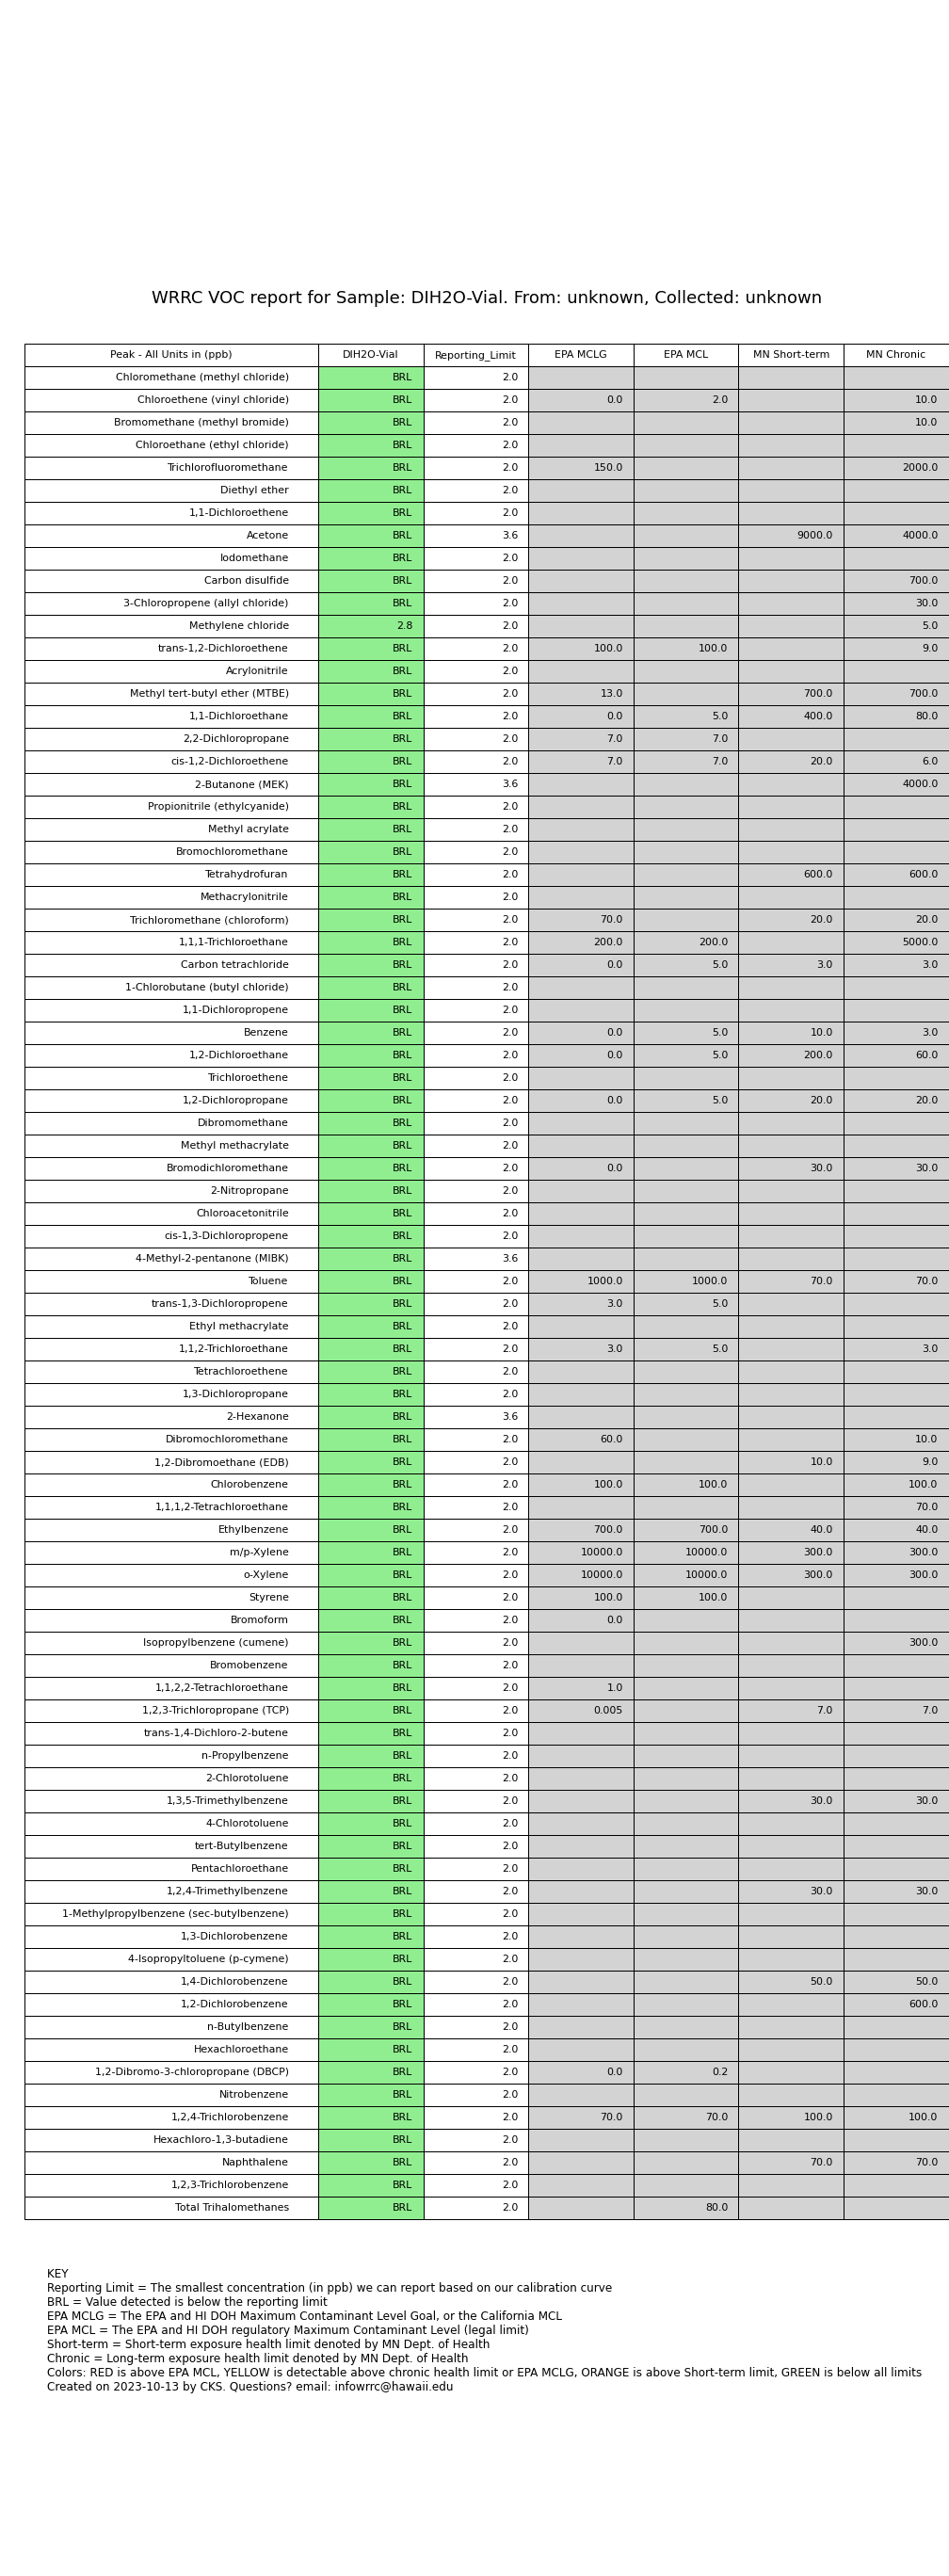 WRRC VOC report for Sample: DIH2O-Vial. From: unknown, Collected: unknown
Peak - All Units in (ppb) DIH2O-Vial Reporting_Limit EPA MCLG EPA MCL MN Short-term MN Chronic
Chloromethane (methyl chloride) BRL 2.0
Chloroethene (vinyl chloride) BRL 2.0 0.0 2.0 10.0
Bromomethane (methyl bromide) BRL 2.0 10.0
Chloroethane (ethyl chloride) BRL 2.0
Trichlorofluoromethane BRL 2.0 150.0 2000.0
Diethyl ether BRL 2.0
1,1-Dichloroethene BRL 2.0
Acetone BRL 3.6 9000.0 4000.0
Iodomethane BRL 2.0
Carbon disulfide BRL 2.0 700.0
3-Chloropropene (allyl chloride) BRL 2.0 30.0
Methylene chloride 2.8 2.0 5.0
trans-1,2-Dichloroethene BRL 2.0 100.0 100.0 9.0
Acrylonitrile BRL 2.0
Methyl tert-butyl ether (MTBE) BRL 2.0 13.0 700.0 700.0
1,1-Dichloroethane BRL 2.0 0.0 5.0 400.0 80.0
2,2-Dichloropropane BRL 2.0 7.0 7.0
cis-1,2-Dichloroethene BRL 2.0 7.0 7.0 20.0 6.0
2-Butanone (MEK) BRL 3.6 4000.0
Propionitrile (ethylcyanide) BRL 2.0
Methyl acrylate BRL 2.0
Bromochloromethane BRL 2.0
Tetrahydrofuran BRL 2.0 600.0 600.0
Methacrylonitrile BRL 2.0
Trichloromethane (chloroform) BRL 2.0 70.0 20.0 20.0
1,1,1-Trichloroethane BRL 2.0 200.0 200.0 5000.0
Carbon tetrachloride BRL 2.0 0.0 5.0 3.0 3.0
1-Chlorobutane (butyl chloride) BRL 2.0
1,1-Dichloropropene BRL 2.0
Benzene BRL 2.0 0.0 5.0 10.0 3.0
1,2-Dichloroethane BRL 2.0 0.0 5.0 200.0 60.0
Trichloroethene BRL 2.0
1,2-Dichloropropane BRL 2.0 0.0 5.0 20.0 20.0
Dibromomethane BRL 2.0
Methyl methacrylate BRL 2.0
Bromodichloromethane BRL 2.0 0.0 30.0 30.0
2-Nitropropane BRL 2.0
Chloroacetonitrile BRL 2.0
cis-1,3-Dichloropropene BRL 2.0
4-Methyl-2-pentanone (MIBK) BRL 3.6
Toluene BRL 2.0 1000.0 1000.0 70.0 70.0
trans-1,3-Dichloropropene BRL 2.0 3.0 5.0
Ethyl methacrylate BRL 2.0
1,1,2-Trichloroethane BRL 2.0 3.0 5.0 3.0
Tetrachloroethene BRL 2.0
1,3-Dichloropropane BRL 2.0
2-Hexanone BRL 3.6
Dibromochloromethane BRL 2.0 60.0 10.0
1,2-Dibromoethane (EDB) BRL 2.0 10.0 9.0
Chlorobenzene BRL 2.0 100.0 100.0 100.0
1,1,1,2-Tetrachloroethane BRL 2.0 70.0
Ethylbenzene BRL 2.0 700.0 700.0 40.0 40.0
m/p-Xylene BRL 2.0 10000.0 10000.0 300.0 300.0
o-Xylene BRL 2.0 10000.0 10000.0 300.0 300.0
Styrene BRL 2.0 100.0 100.0
Bromoform BRL 2.0 0.0
Isopropylbenzene (cumene) BRL 2.0 300.0
Bromobenzene BRL 2.0
1,1,2,2-Tetrachloroethane BRL 2.0 1.0
1,2,3-Trichloropropane (TCP) BRL 2.0 0.005 7.0 7.0
trans-1,4-Dichloro-2-butene BRL 2.0
n-Propylbenzene BRL 2.0
2-Chlorotoluene BRL 2.0
1,3,5-Trimethylbenzene BRL 2.0 30.0 30.0
4-Chlorotoluene BRL 2.0
tert-Butylbenzene BRL 2.0
Pentachloroethane BRL 2.0
1,2,4-Trimethylbenzene BRL 2.0 30.0 30.0
1-Methylpropylbenzene (sec-butylbenzene) BRL 2.0
1,3-Dichlorobenzene BRL 2.0
4-Isopropyltoluene (p-cymene) BRL 2.0
1,4-Dichlorobenzene BRL 2.0 50.0 50.0
1,2-Dichlorobenzene BRL 2.0 600.0
n-Butylbenzene BRL 2.0
Hexachloroethane BRL 2.0
1,2-Dibromo-3-chloropropane (DBCP) BRL 2.0 0.0 0.2
Nitrobenzene BRL 2.0
1,2,4-Trichlorobenzene BRL 2.0 70.0 70.0 100.0 100.0
Hexachloro-1,3-butadiene BRL 2.0
Naphthalene BRL 2.0 70.0 70.0
1,2,3-Trichlorobenzene BRL 2.0
Total Trihalomethanes BRL 2.0 80.0
KEY
Reporting Limit = The smallest concentration (in ppb) we can report based on our calibration curve
BRL = Value detected is below the reporting limit
EPA MCLG = The EPA and HI DOH Maximum Contaminant Level Goal, or the California MCL
EPA MCL = The EPA and HI DOH regulatory Maximum Contaminant Level (legal limit)
Short-term = Short-term exposure health limit denoted by MN Dept. of Health
Chronic = Long-term exposure health limit denoted by MN Dept. of Health
Colors: RED is above EPA MCL, YELLOW is detectable above chronic health limit or EPA MCLG, ORANGE is above Short-term limit, GREEN is below all limits
Created on 2023-10-13 by CKS. Questions? email: infowrrc@hawaii.edu